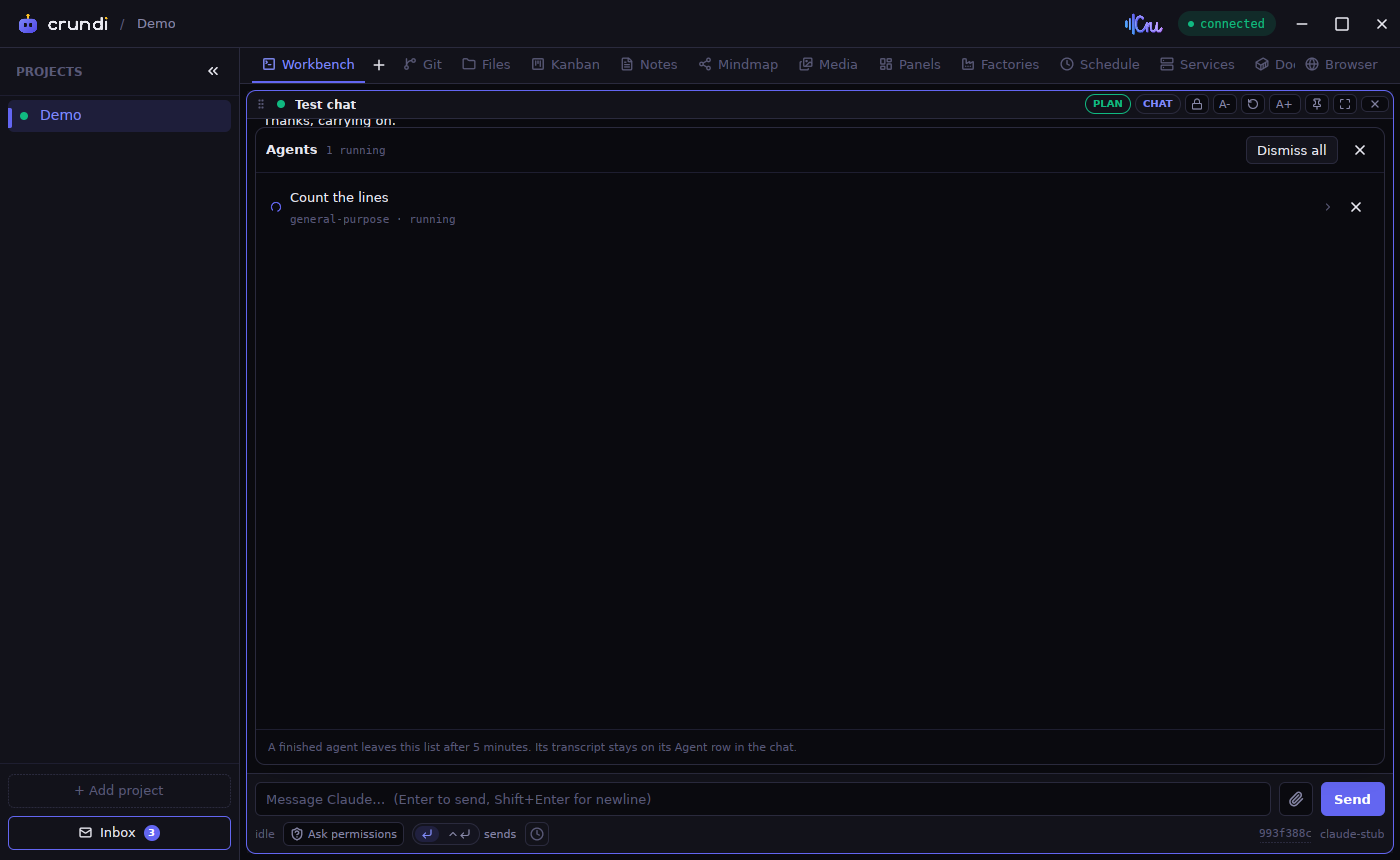 crundi / Demo
Cru
connected
PROJECTS
Demo
+ Add project
Inbox 3
Workbench + Git Files Kanban Notes Mindmap Media Panels Factories Schedule Services Doc Browser
Test chat PLAN CHAT A- A+
Thanks, carrying on.
Agents 1 running Dismiss all
Count the lines
general-purpose · running
A finished agent leaves this list after 5 minutes. Its transcript stays on its Agent row in the chat.
Message Claude... (Enter to send, Shift+Enter for newline) Send
idle Ask permissions sends 993f388c claude-stub